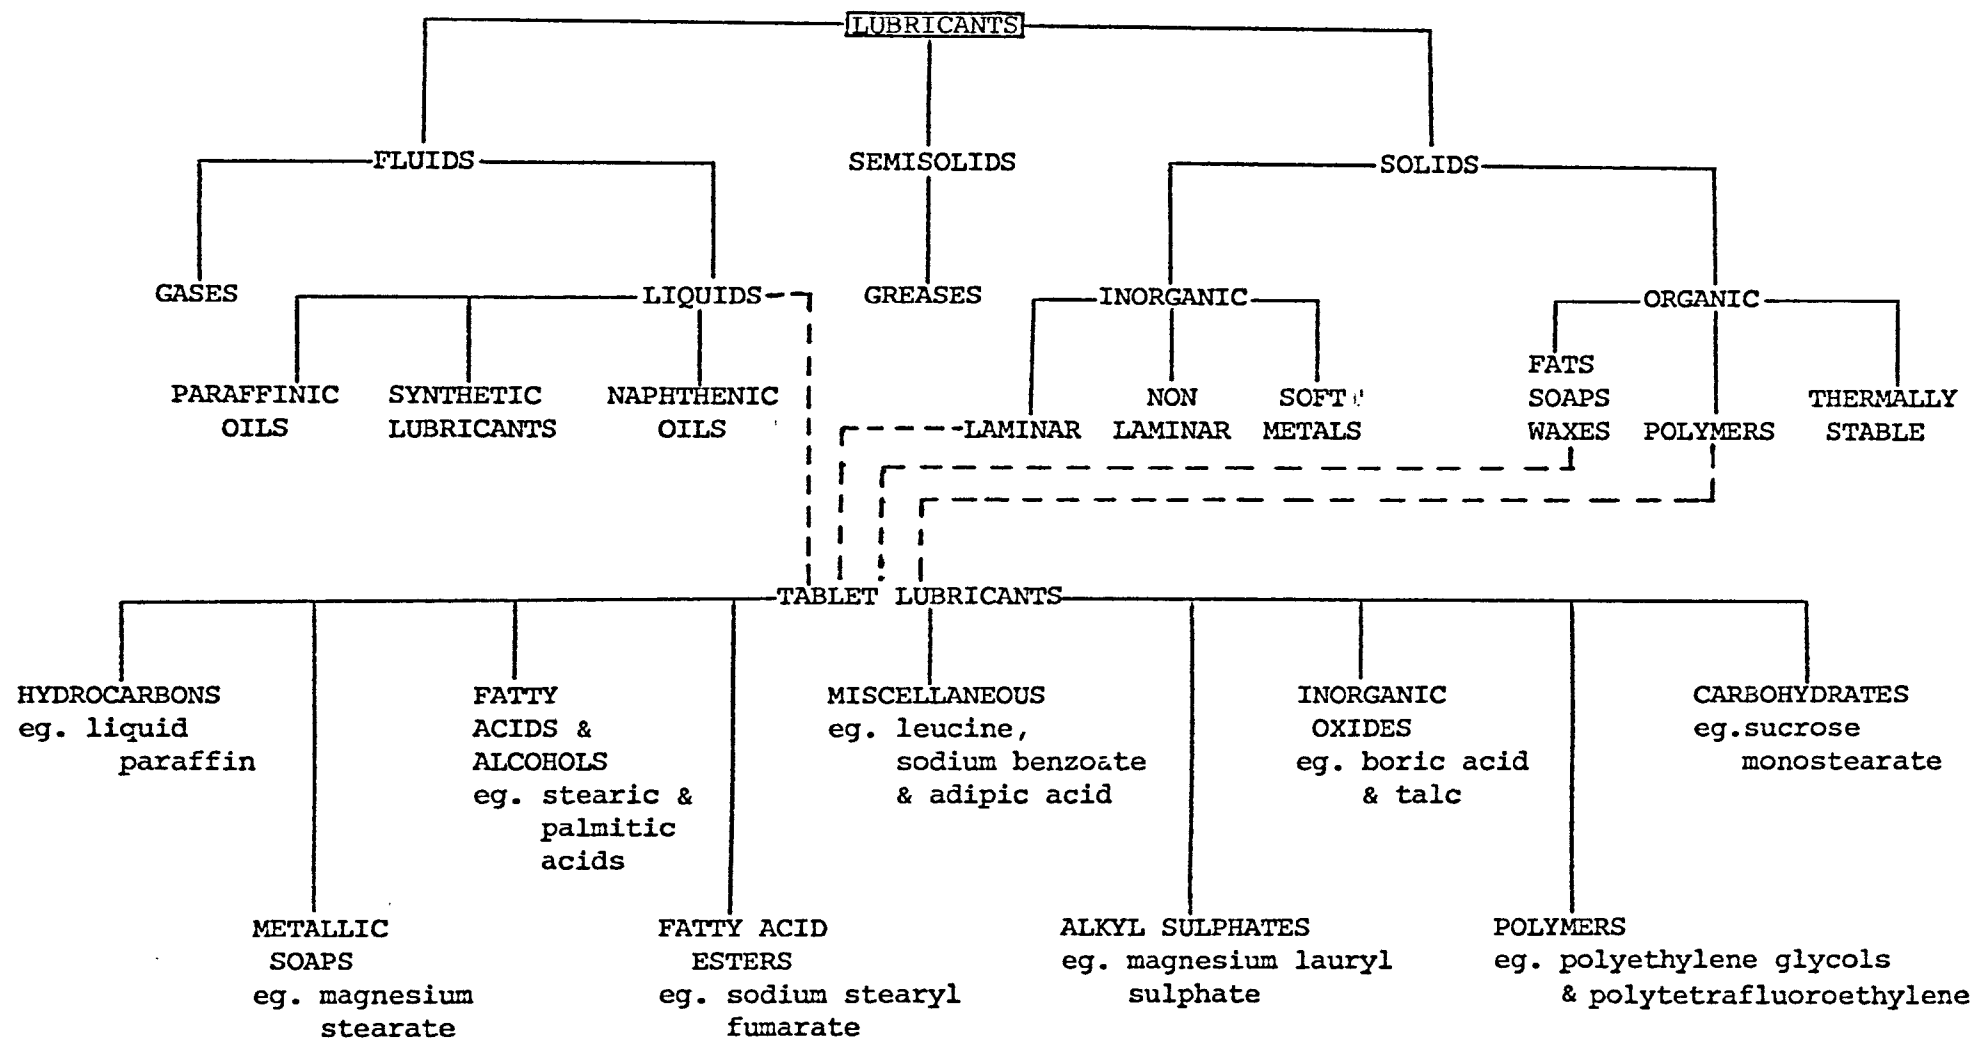 LUBRICANTS
FLUIDS
SEMISOLIDS
SOLIDS
GASES
LIQUIDS
GREASES
INORGANIC
ORGANIC
PARAFFINIC
OILS
SYNTHETIC
LUBRICANTS
NAPHTHENIC
OILS
LAMINAR
NON
LAMINAR
SOFT
METALS
FATS
SOAPS
WAXES
POLYMERS
THERMALLY
STABLE
TABLET LUBRICANTS
HYDROCARBONS
eg. liquid
paraffin
FATTY
ACIDS &
ALCOHOLS
eg. stearic &
palmitic
acids
MISCELLANEOUS
eg. leucine,
sodium benzoate
& adipic acid
INORGANIC
OXIDES
eg. boric acid
& talc
CARBOHYDRATES
eg.sucrose
monostearate
METALLIC
SOAPS
eg. magnesium
stearate
FATTY ACID
ESTERS
eg. sodium stearyl
fumarate
ALKYL SULPHATES
eg. magnesium lauryl
sulphate
POLYMERS
eg. polyethylene glycols
& polytetrafluoroethylene